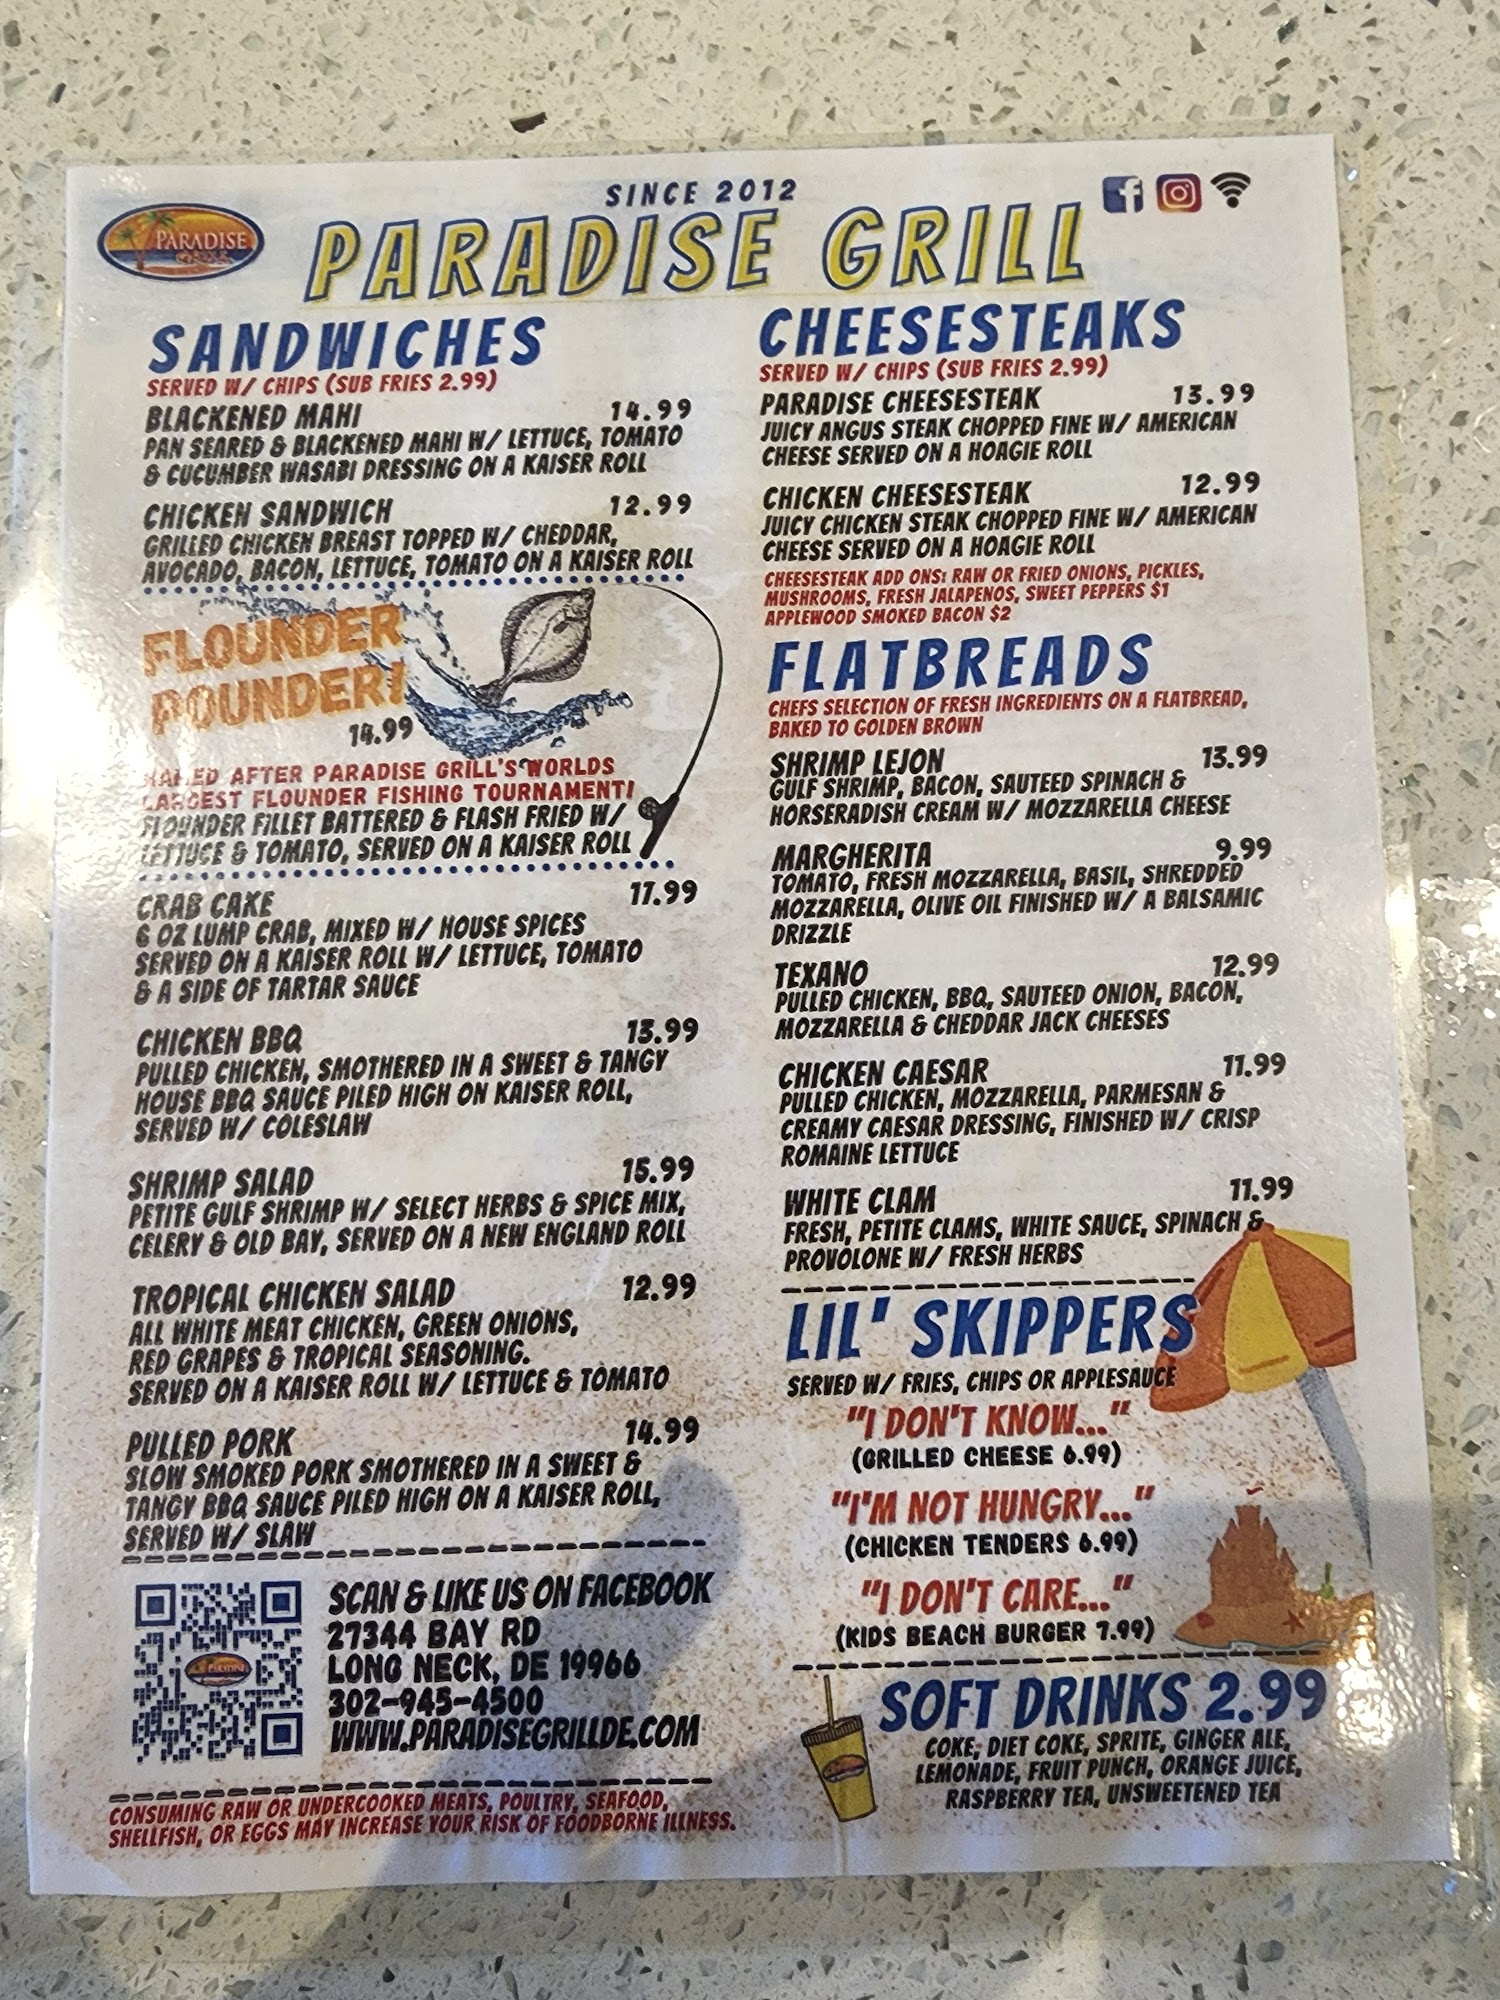 SINCE 2012
PARADISE
GRILL
PARADISE GRILL
SANDWICHES
SERVED W/ CHIPS (SUB FRIES 2.99)
BLACKENED MAHI 14.99
PAN SEARED & BLACKENED MAHI W/ LETTUCE, TOMATO
& CUCUMBER WASABI DRESSING ON A KAISER ROLL
CHICKEN SANDWICH 12.99
GRILLED CHICKEN BREAST TOPPED W/ CHEDDAR,
AVOCADO, BACON, LETTUCE, TOMATO ON A KAISER ROLL
FLOUNDER
POUNDER!
14.99
NAMED AFTER PARADISE GRILL'S WORLDS
LARGEST FLOUNDER FISHING TOURNAMENT!
FLOUNDER FILLET BATTERED & FLASH FRIED W/
LETTUCE & TOMATO, SERVED ON A KAISER ROLL
CRAB CAKE 17.99
6 OZ LUMP CRAB, MIXED W/ HOUSE SPICES
SERVED ON A KAISER ROLL W/ LETTUCE, TOMATO
& A SIDE OF TARTAR SAUCE
CHICKEN BBQ 13.99
PULLED CHICKEN, SMOTHERED IN A SWEET & TANGY
HOUSE BBQ SAUCE PILED HIGH ON KAISER ROLL,
SERVED W/ COLESLAW
SHRIMP SALAD 15.99
PETITE GULF SHRIMP W/ SELECT HERBS & SPICE MIX,
CELERY & OLD BAY, SERVED ON A NEW ENGLAND ROLL
TROPICAL CHICKEN SALAD 12.99
ALL WHITE MEAT CHICKEN, GREEN ONIONS,
RED GRAPES & TROPICAL SEASONING.
SERVED ON A KAISER ROLL W/ LETTUCE & TOMATO
PULLED PORK 14.99
SLOW SMOKED PORK SMOTHERED IN A SWEET &
TANGY BBQ SAUCE PILED HIGH ON A KAISER ROLL,
SERVED W/ SLAW
SCAN & LIKE US ON FACEBOOK
27344 BAY RD
LONG NECK, DE 19966
302-945-4500
WWW.PARADISEGRILLDE.COM
CONSUMING RAW OR UNDERCOOKED MEATS, POULTRY, SEAFOOD,
SHELLFISH, OR EGGS MAY INCREASE YOUR RISK OF FOODBORNE ILLNESS.
CHEESESTEAKS
SERVED W/ CHIPS (SUB FRIES 2.99)
PARADISE CHEESESTEAK 13.99
JUICY ANGUS STEAK CHOPPED FINE W/ AMERICAN
CHEESE SERVED ON A HOAGIE ROLL
CHICKEN CHEESESTEAK 12.99
JUICY CHICKEN STEAK CHOPPED FINE W/ AMERICAN
CHEESE SERVED ON A HOAGIE ROLL
CHEESESTEAK ADD ONS: RAW OR FRIED ONIONS, PICKLES,
MUSHROOMS, FRESH JALAPENOS, SWEET PEPPERS $1
APPLEWOOD SMOKED BACON $2
FLATBREADS
CHEFS SELECTION OF FRESH INGREDIENTS ON A FLATBREAD,
BAKED TO GOLDEN BROWN
SHRIMP LEJON 13.99
GULF SHRIMP, BACON, SAUTEED SPINACH &
HORSERADISH CREAM W/ MOZZARELLA CHEESE
MARGHERITA 9.99
TOMATO, FRESH MOZZARELLA, BASIL, SHREDDED
MOZZARELLA, OLIVE OIL FINISHED W/ A BALSAMIC
DRIZZLE
TEXANO 12.99
PULLED CHICKEN, BBQ, SAUTEED ONION, BACON,
MOZZARELLA & CHEDDAR JACK CHEESES
CHICKEN CAESAR 11.99
PULLED CHICKEN, MOZZARELLA, PARMESAN &
CREAMY CAESAR DRESSING, FINISHED W/ CRISP
ROMAINE LETTUCE
WHITE CLAM 11.99
FRESH, PETITE CLAMS, WHITE SAUCE, SPINACH &
PROVOLONE W/ FRESH HERBS
LIL' SKIPPERS
SERVED W/ FRIES, CHIPS OR APPLESAUCE
"I DON'T KNOW..."
(GRILLED CHEESE 6.99)
"I'M NOT HUNGRY..."
(CHICKEN TENDERS 6.99)
"I DON'T CARE..."
(KIDS BEACH BURGER 7.99)
SOFT DRINKS 2.99
COKE, DIET COKE, SPRITE, GINGER ALE,
LEMONADE, FRUIT PUNCH, ORANGE JUICE,
RASPBERRY TEA, UNSWEETENED TEA